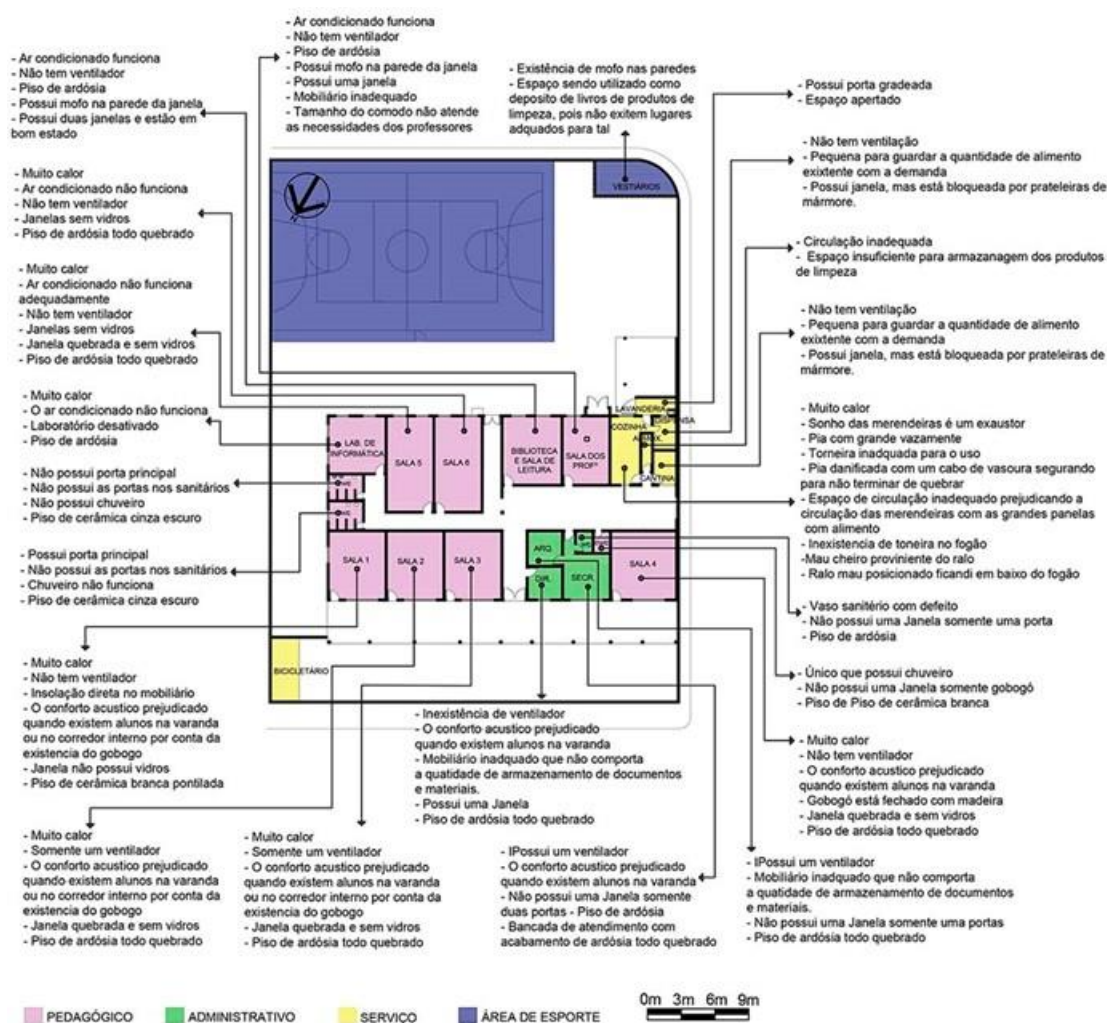 - Ar condicionado funciona
- Não tem ventilador
- Piso de ardósia
- Possui mofo na parede da janela
- Possui duas janelas e estão em
bom estado
- Ar condicionado funciona
- Não tem ventilador
- Piso de ardósia
- Possui mofo na parede da janela
- Possui uma janela
- Mobiliário inadequado
- Tamanho do comodo não atende
as necessidades dos professores
- Existência de mofo nas paredes
- Espaço sendo utilizado como
deposito de livros de produtos de
limpeza, pois não exitem lugares
adquados para tal
- Possui porta gradeada
- Espaço apertado
- Não tem ventilação
- Pequena para guardar a quantidade de alimento
exixtente com a demanda
- Possui janela, mas está bloqueada por prateleiras de
mármore.
- Circulação inadequada
- Espaço insuficiente para armazanagem dos produtos
de limpeza
- Não tem ventilação
- Pequena para guardar a quantidade de alimento
exixtente com a demanda
- Possui janela, mas está bloqueada por prateleiras de
mármore.
- Muito calor
- Ar condicionado não funciona
- Não tem ventilador
- Janelas sem vidros
- Piso de ardósia todo quebrado
- Muito calor
- Ar condicionado não funciona
adequadamente
- Não tem ventilador
- Janelas sem vidros
- Janela quebrada e sem vidros
- Piso de ardósia todo quebrado
- Muito calor
- O ar condicionado não funciona
- Laboratório desativado
- Piso de ardósia
- Não possui porta principal
- Não possui as portas nos sanitários
- Não possui chuveiro
- Piso de cerâmica cinza escuro
- Possui porta principal
- Não possui as portas nos sanitários
- Chuveiro não funciona
- Piso de cerâmica cinza escuro
VESTIÁRIOS
LAVANDERIA
DISPENSA
COZINHA
CANTINA
LAB. DE
INFORMÁTICA
SALA 5
SALA 6
BIBLIOTECA
E SALA DE
LEITURA
SALA DOS
PROFº
SALA 1
SALA 2
SALA 3
ARQ.
DIR.
SECR.
SALA 4
BICICLETÁRIO
- Muito calor
- Sonho das merendeiras é um exaustor
- Pia com grande vazamente
- Torneira inadquada para o uso
- Pia danificada com um cabo de vasoura segurando
para não terminar de quebrar
- Espaço de circulação inadequado prejudicando a
circulação das merendeiras com as grandes panelas
com alimento
- Inexistencia de toneira no fogão
-Mau cheiro proviniente do ralo
- Ralo mau posicionado ficandi em baixo do fogão
- Vaso sanitério com defeito
- Não possui uma Janela somente uma porta
- Piso de ardósia
- Único que possui chuveiro
- Não possui uma Janela somente gobogó
- Piso de Piso de cerâmica branca
- Muito calor
- Não tem ventilador
- O conforto acustico prejudicado
quando existem alunos na varanda
- Gobogó está fechado com madeira
- Janela quebrada e sem vidros
- Piso de ardósia todo quebrado
- Muito calor
- Não tem ventilador
- Insolação direta no mobiliário
- O conforto acustico prejudicado
quando existem alunos na varanda
ou no corredor interno por conta da
existencia do gobogo
- Janela não possui vidros
- Piso de cerâmica branca pontilada
- Inexistência de ventilador
- O conforto acustico prejudicado
quando existem alunos na varanda
- Mobiliário inadquado que não comporta
a quatidade de armazenamento de documentos
e materiais.
- Possui uma Janela
- Piso de ardósia todo quebrado
- Muito calor
- Somente um ventilador
- O conforto acustico prejudicado
quando existem alunos na varanda
ou no corredor interno por conta da
existencia do gobogo
- Janela quebrada e sem vidros
- Piso de ardósia todo quebrado
- Muito calor
- Somente um ventilador
- O conforto acustico prejudicado
quando existem alunos na varanda
ou no corredor interno por conta da
existencia do gobogo
- Janela quebrada e sem vidros
- Piso de ardósia todo quebrado
- IPossui um ventilador
- O conforto acustico prejudicado
quando existem alunos na varanda
- Não possui uma Janela somente
duas portas - Piso de ardósia
- Bancada de atendimento com
acabamento de ardósia todo quebrado
- IPossui um ventilador
- Mobiliário inadquado que não comporta
a quatidade de armazenamento de documentos
e materiais.
- Não possui uma Janela somente uma portas
- Piso de ardósia todo quebrado
PEDAGÓGICO
ADMINISTRATIVO
SERVIÇO
ÁREA DE ESPORTE
0m 3m 6m 9m